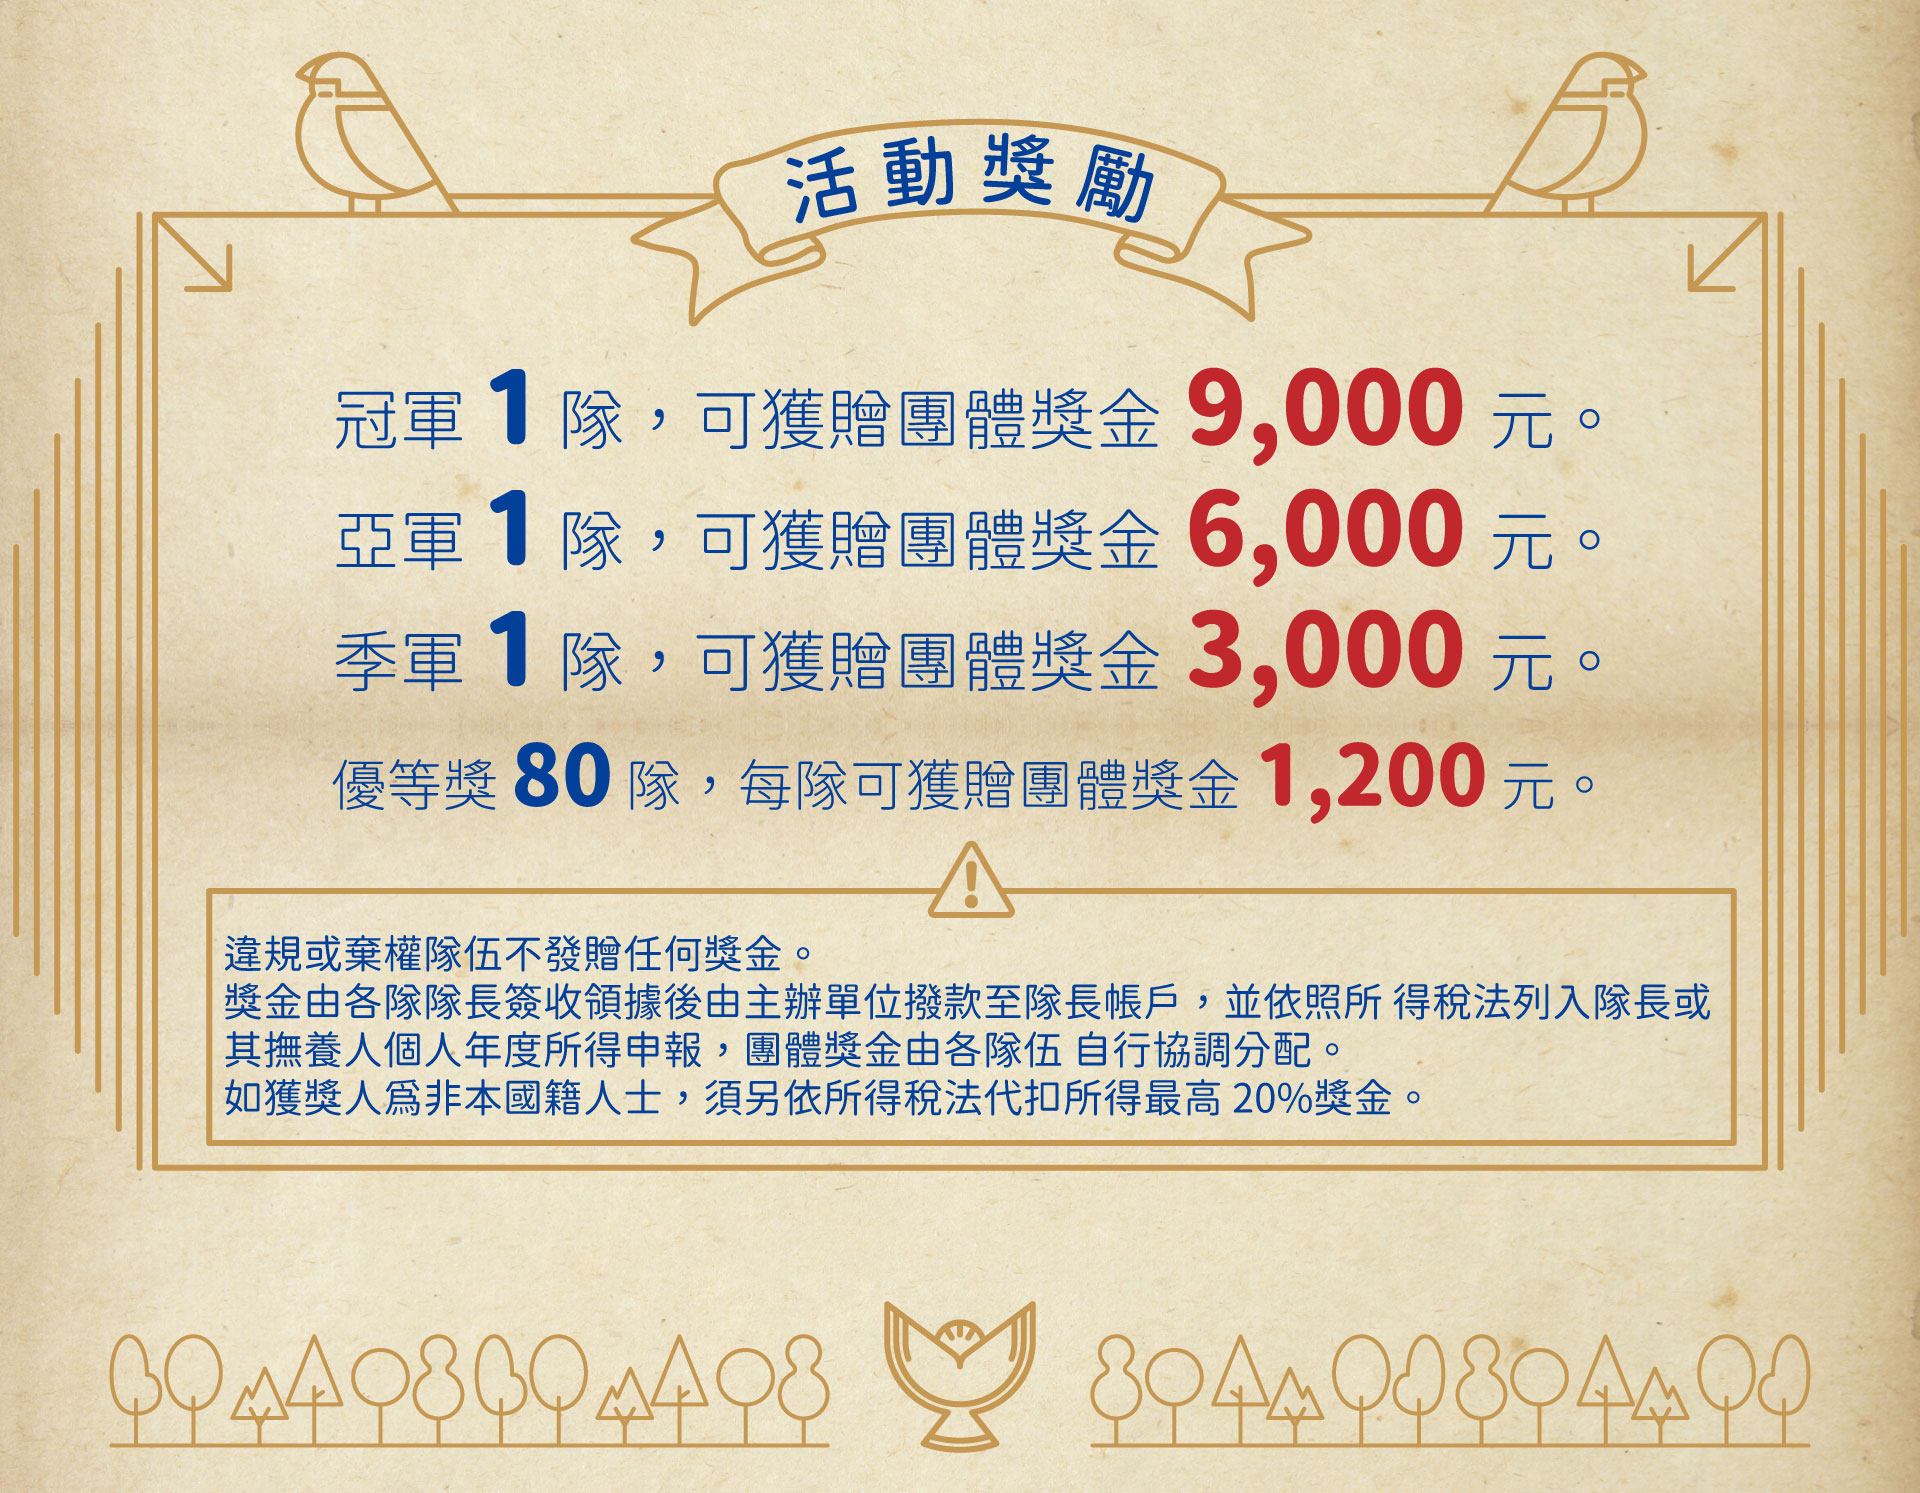 活動獎勵
冠軍 1 隊，可獲贈團體獎金 9,000 元。
亞軍 1 隊，可獲贈團體獎金 6,000 元。
季軍 1 隊，可獲贈團體獎金 3,000 元。
優等獎 80 隊，每隊可獲贈團體獎金 1,200 元。
違規或棄權隊伍不發贈任何獎金。
獎金由各隊隊長簽收領據後由主辦單位撥款至隊長帳戶，並依照所 得稅法列入隊長或
其撫養人個人年度所得申報，團體獎金由各隊伍 自行協調分配。
如獲獎人為非本國籍人士，須另依所得稅法代扣所得最高 20%獎金。